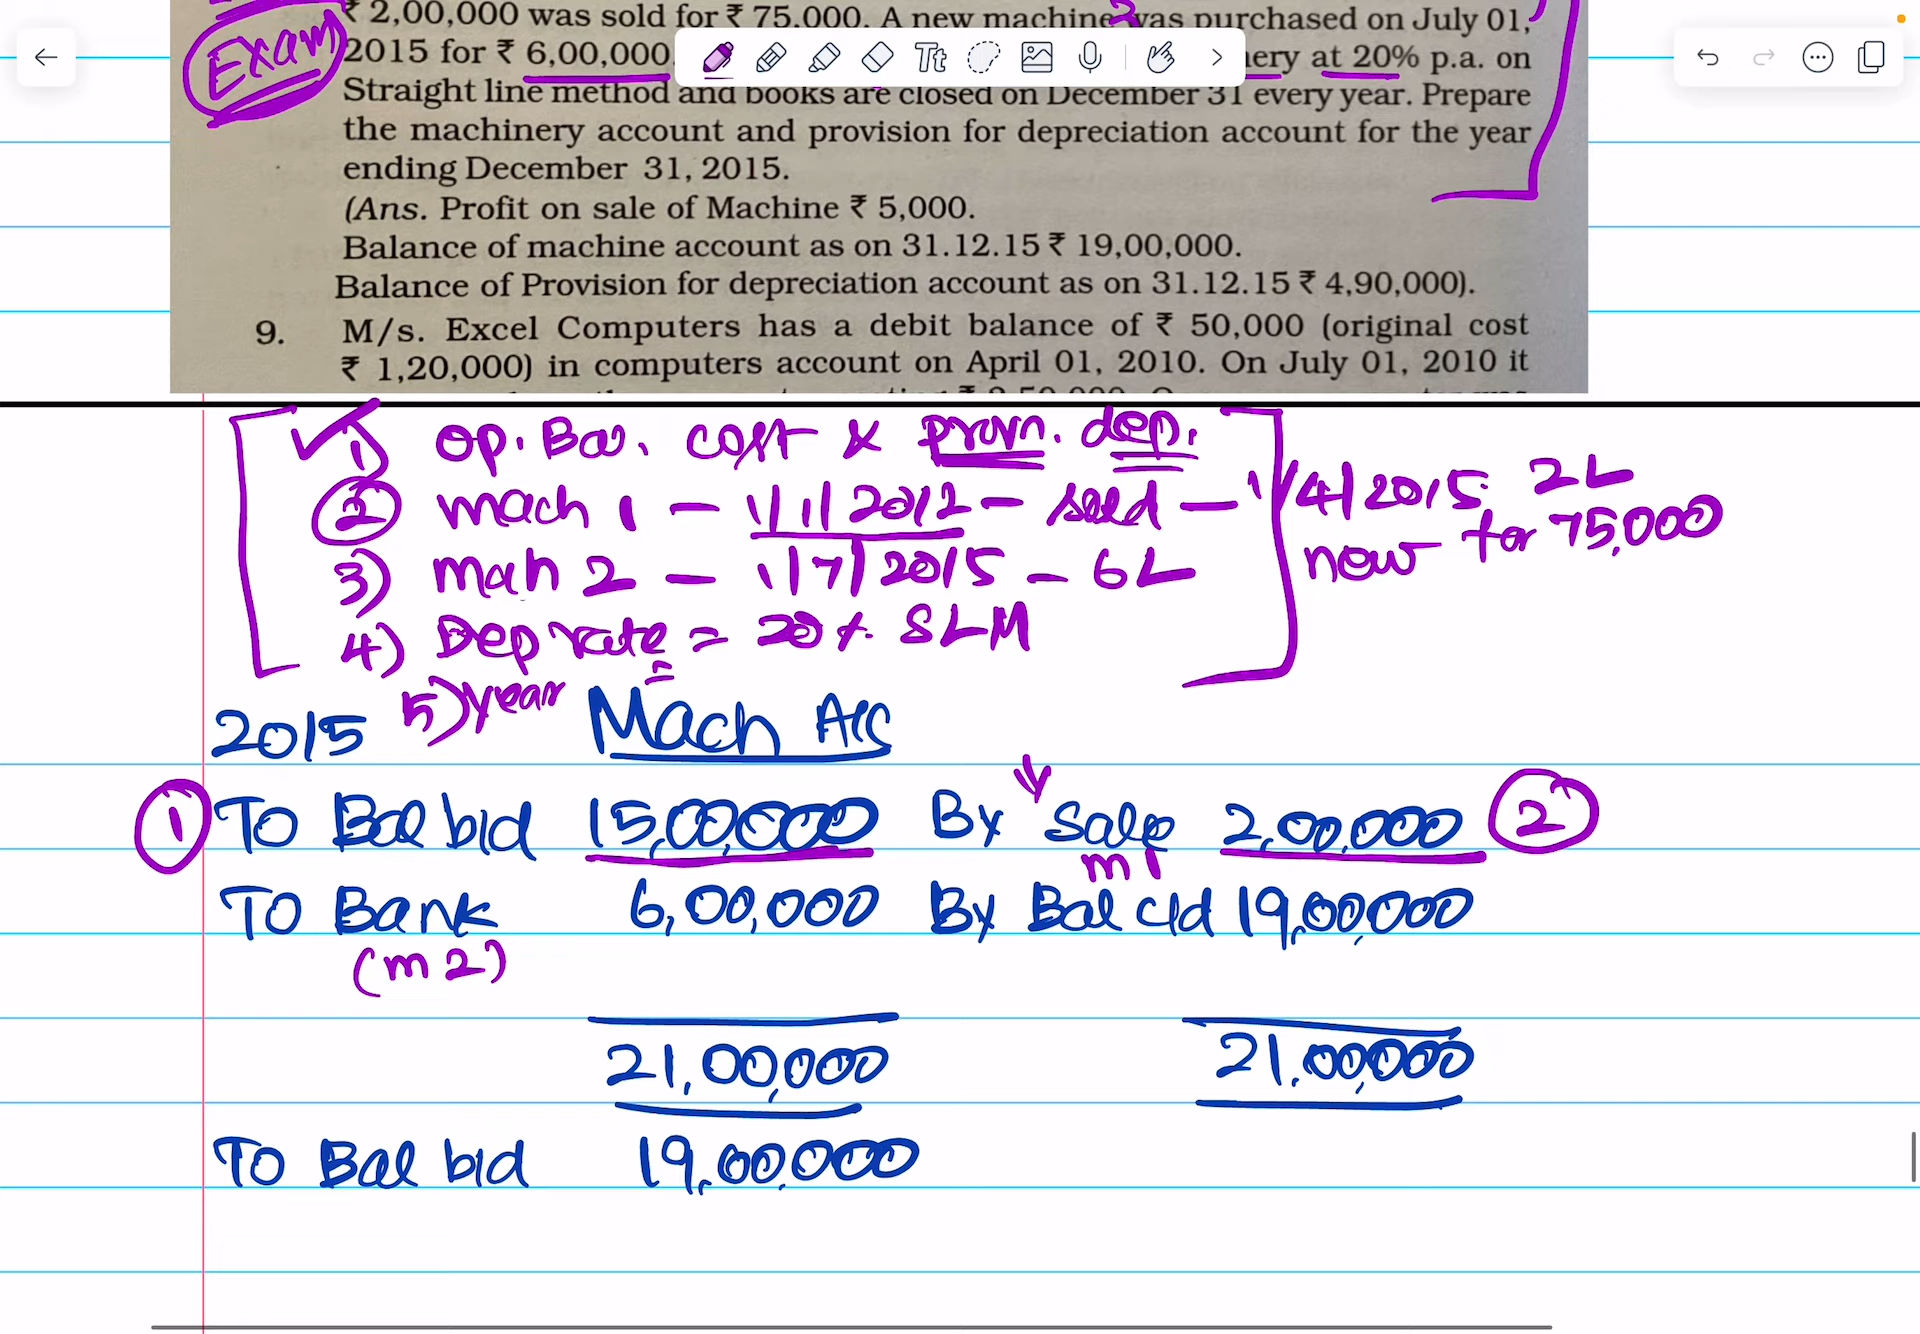 ₹ 2,00,000 was sold for ₹ 75,000. A new machine was purchased on July 01,
Exam
2015 for ₹ 6,00,000 at 20% p.a. on
Tt
Straight line method and books are closed on December 31 every year. Prepare
the machinery account and provision for depreciation account for the year
ending December 31, 2015.
(Ans. Profit on sale of Machine ₹ 5,000.
Balance of machine account as on 31.12.15 ₹ 19,00,000.
Balance of Provision for depreciation account as on 31.12.15 ₹ 4,90,000).
9. M/s. Excel Computers has a debit balance of ₹ 50,000 (original cost
₹ 1,20,000) in computers account on April 01, 2010. On July 01, 2010 it
1) Op. Bal. cost & provn. dep.
2) mach 1 - 1/1/2012 - sold - 1/4/2015 2L
now for 75,000
3) mach 2 - 1/7/2015 - 6L
4) Dep rate = 20% SLM
5) year
2015 Mach A/c
1 To Bal b/d 15,00,000 By Sale 2,00,000 2
m1
To Bank 6,00,000 By Bal c/d 19,00,000
(m2)
21,00,000 21,00,000
To Bal b/d 19,00,000